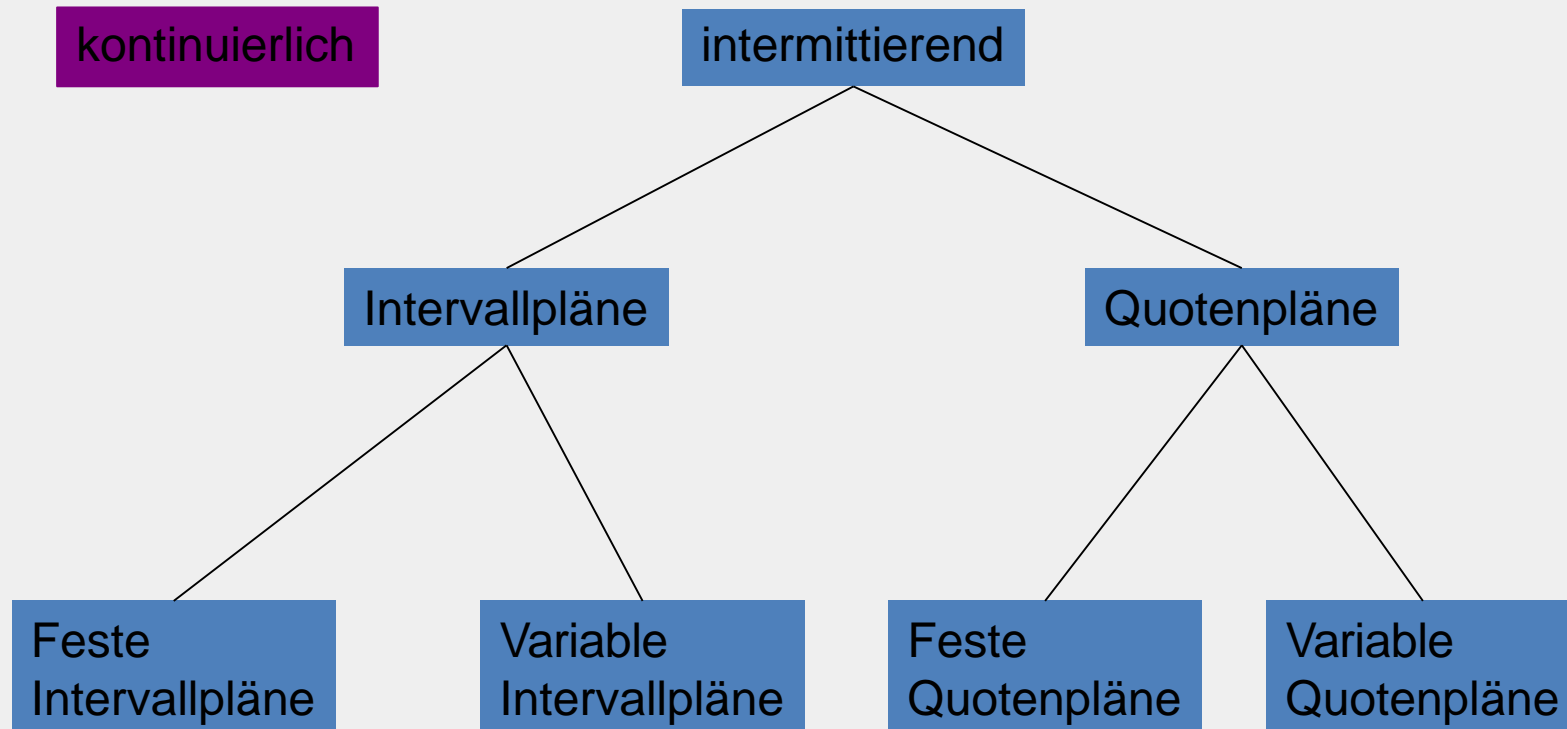 kontinuierlich
intermittierend
Intervallpläne
Quotenpläne
Feste
Intervallpläne
Variable
Intervallpläne
Feste
Quotenpläne
Variable
Quotenpläne